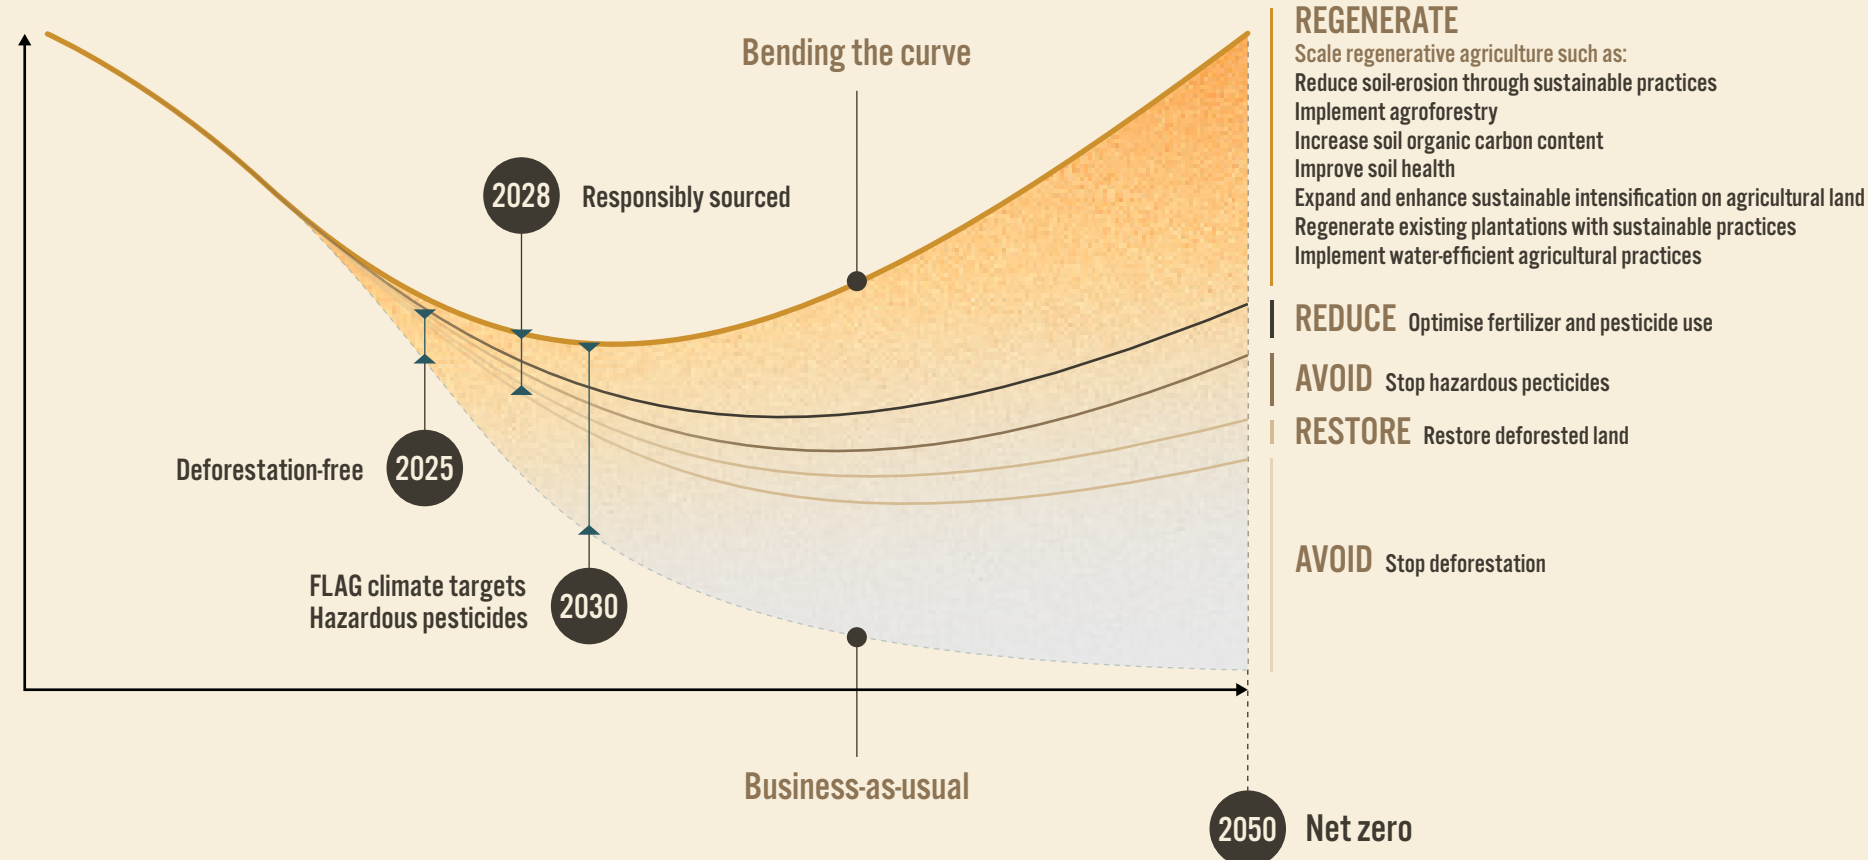 Bending the curve
2028
Responsibly sourced
Deforestation-free
2025
FLAG climate targets
Hazardous pesticides
2030
Business-as-usual
2050
Net zero
REGENERATE
Scale regenerative agriculture such as:
Reduce soil-erosion through sustainable practices
Implement agroforestry
Increase soil organic carbon content
Improve soil health
Expand and enhance sustainable intensification on agricultural land
Regenerate existing plantations with sustainable practices
Implement water-efficient agricultural practices
REDUCE Optimise fertilizer and pesticide use
AVOID Stop hazardous pecticides
RESTORE Restore deforested land
AVOID Stop deforestation